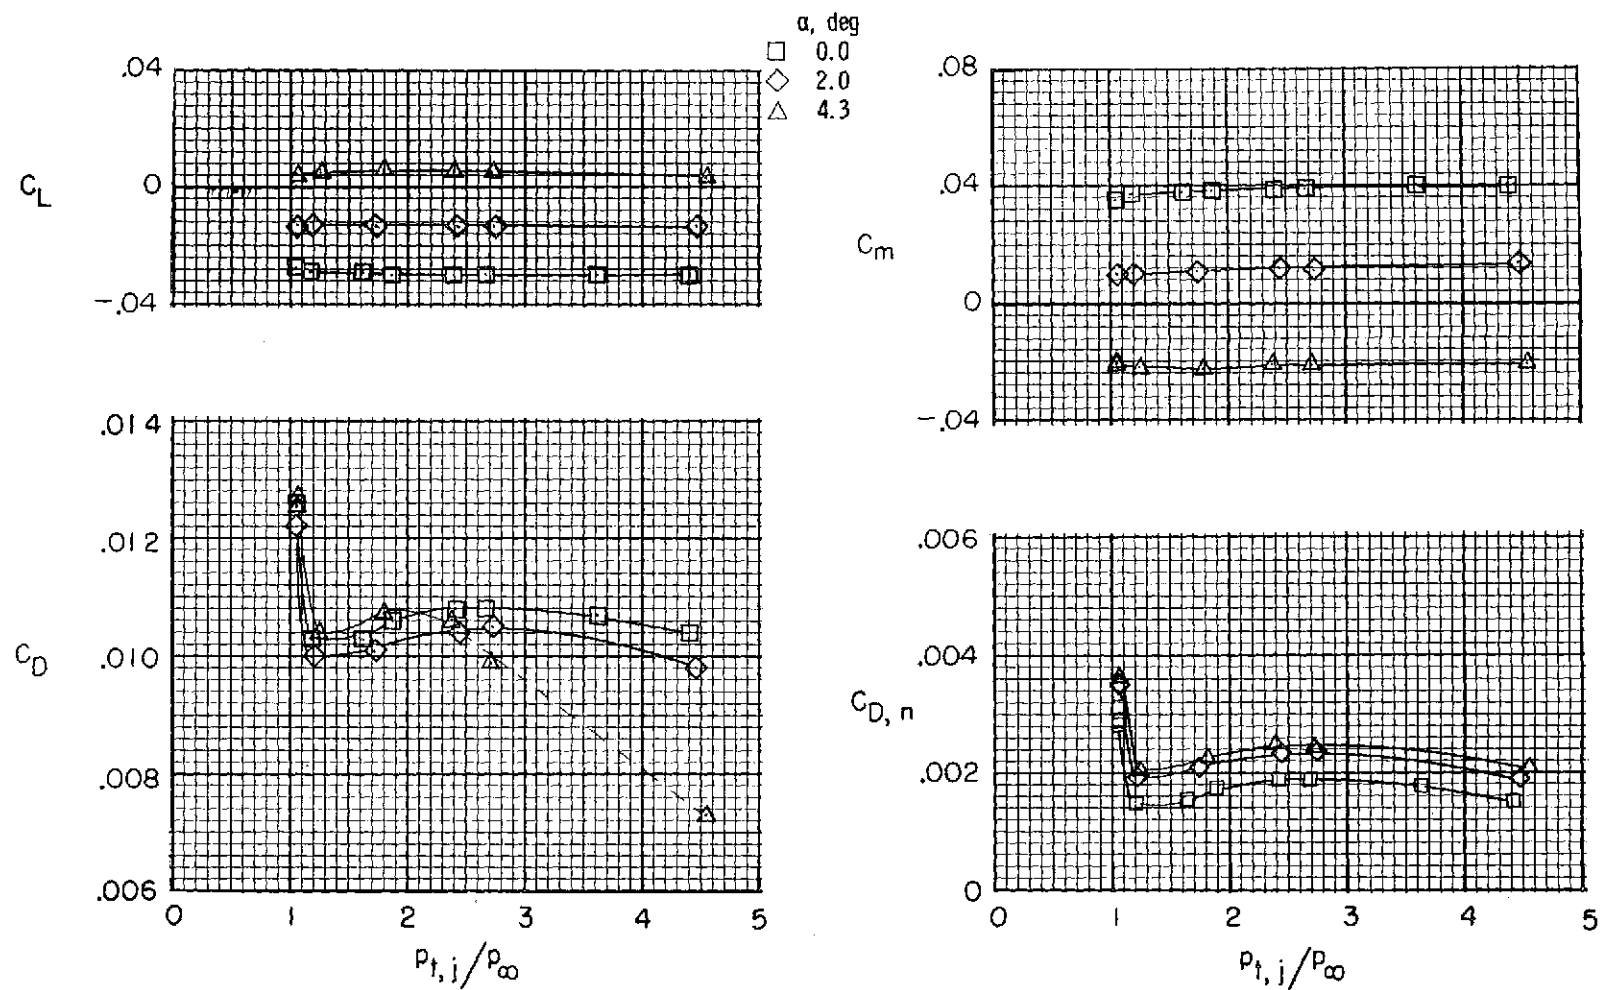 α, deg
0.0
2.0
4.3
.04
0
-.04
C_L
.08
.04
0
-.04
C_m
.014
.012
.010
.008
.006
C_D
0 1 2 3 4 5
p_t,j/p_∞
.006
.004
.002
0
C_D,n
0 1 2 3 4 5
p_t,j/p_∞